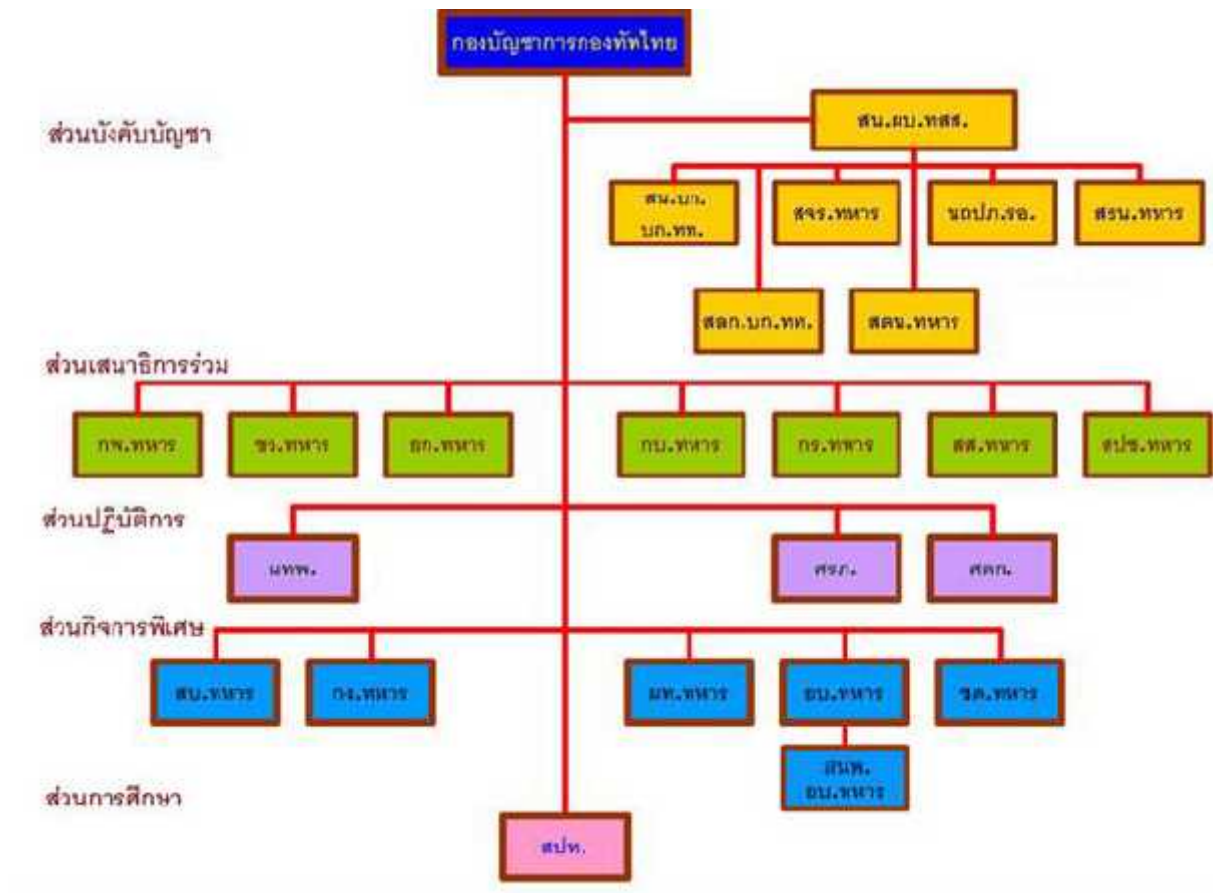 กองบัญชาการกองทัพไทย
ส่วนบังคับบัญชา
สน.ผบ.ทสส.
สน.บก.
บก.ทท.
สจร.ทหาร
นถปภ.รอ.
สธน.ทหาร
สลก.บก.ทท.
สตน.ทหาร
ส่วนเสนาธิการร่วม
กพ.ทหาร
ขว.ทหาร
ยก.ทหาร
กบ.ทหาร
กร.ทหาร
สส.ทหาร
สปช.ทหาร
ส่วนปฏิบัติการ
นทพ.
ศรภ.
ศตก.
ส่วนกิจการพิเศษ
สบ.ทหาร
กง.ทหาร
ผท.ทหาร
ยบ.ทหาร
ชด.ทหาร
สนพ.
ยบ.ทหาร
ส่วนการศึกษา
สปท.